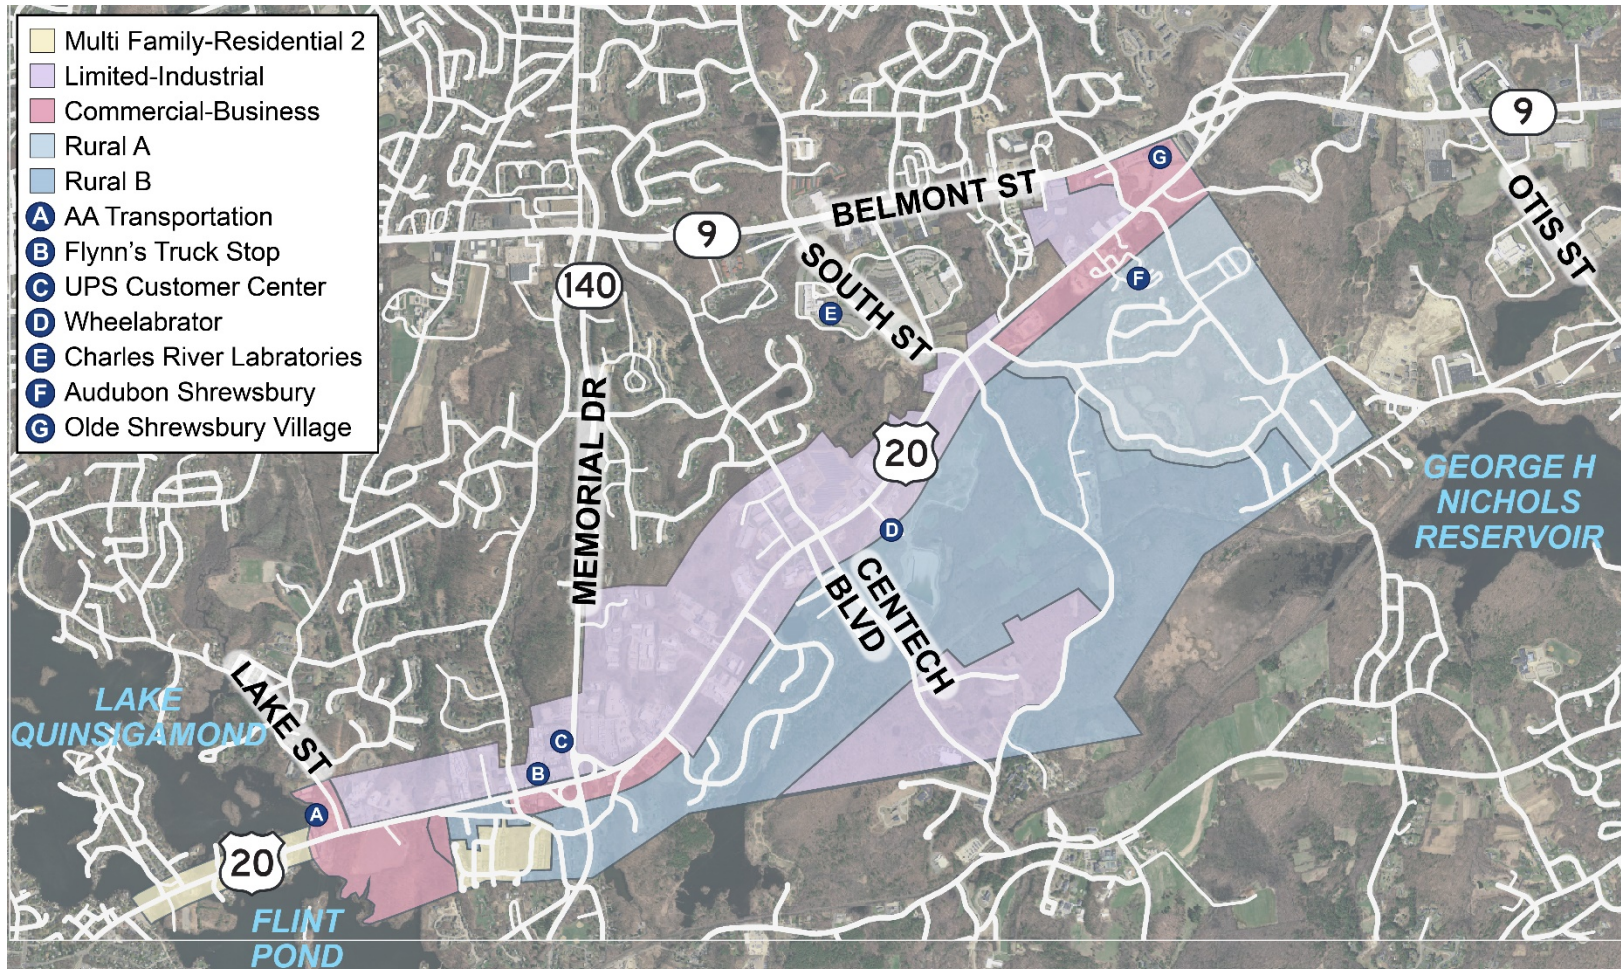 Multi Family-Residential 2
Limited-Industrial
Commercial-Business
Rural A
Rural B
A AA Transportation
B Flynn's Truck Stop
C UPS Customer Center
D Wheelabrator
E Charles River Labratories
F Audubon Shrewsbury
G Olde Shrewsbury Village
9
G
BELMONT ST
OTIS ST
9
SOUTH ST
140
F
E
MEMORIAL DR
20
GEORGE H
NICHOLS
RESERVOIR
D
CENTECH
BLVD
LAKE
QUINSIGAMOND
LAKE ST
C
B
A
20
FLINT
POND